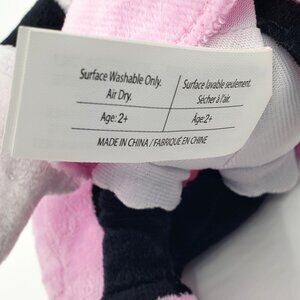 Surface Washable Only.
Air Dry.
Age: 2+
Surface lavable seulement.
Sécher à l'air.
Age:2+
MADE IN CHINA / FABRIQUÉ EN CHINE